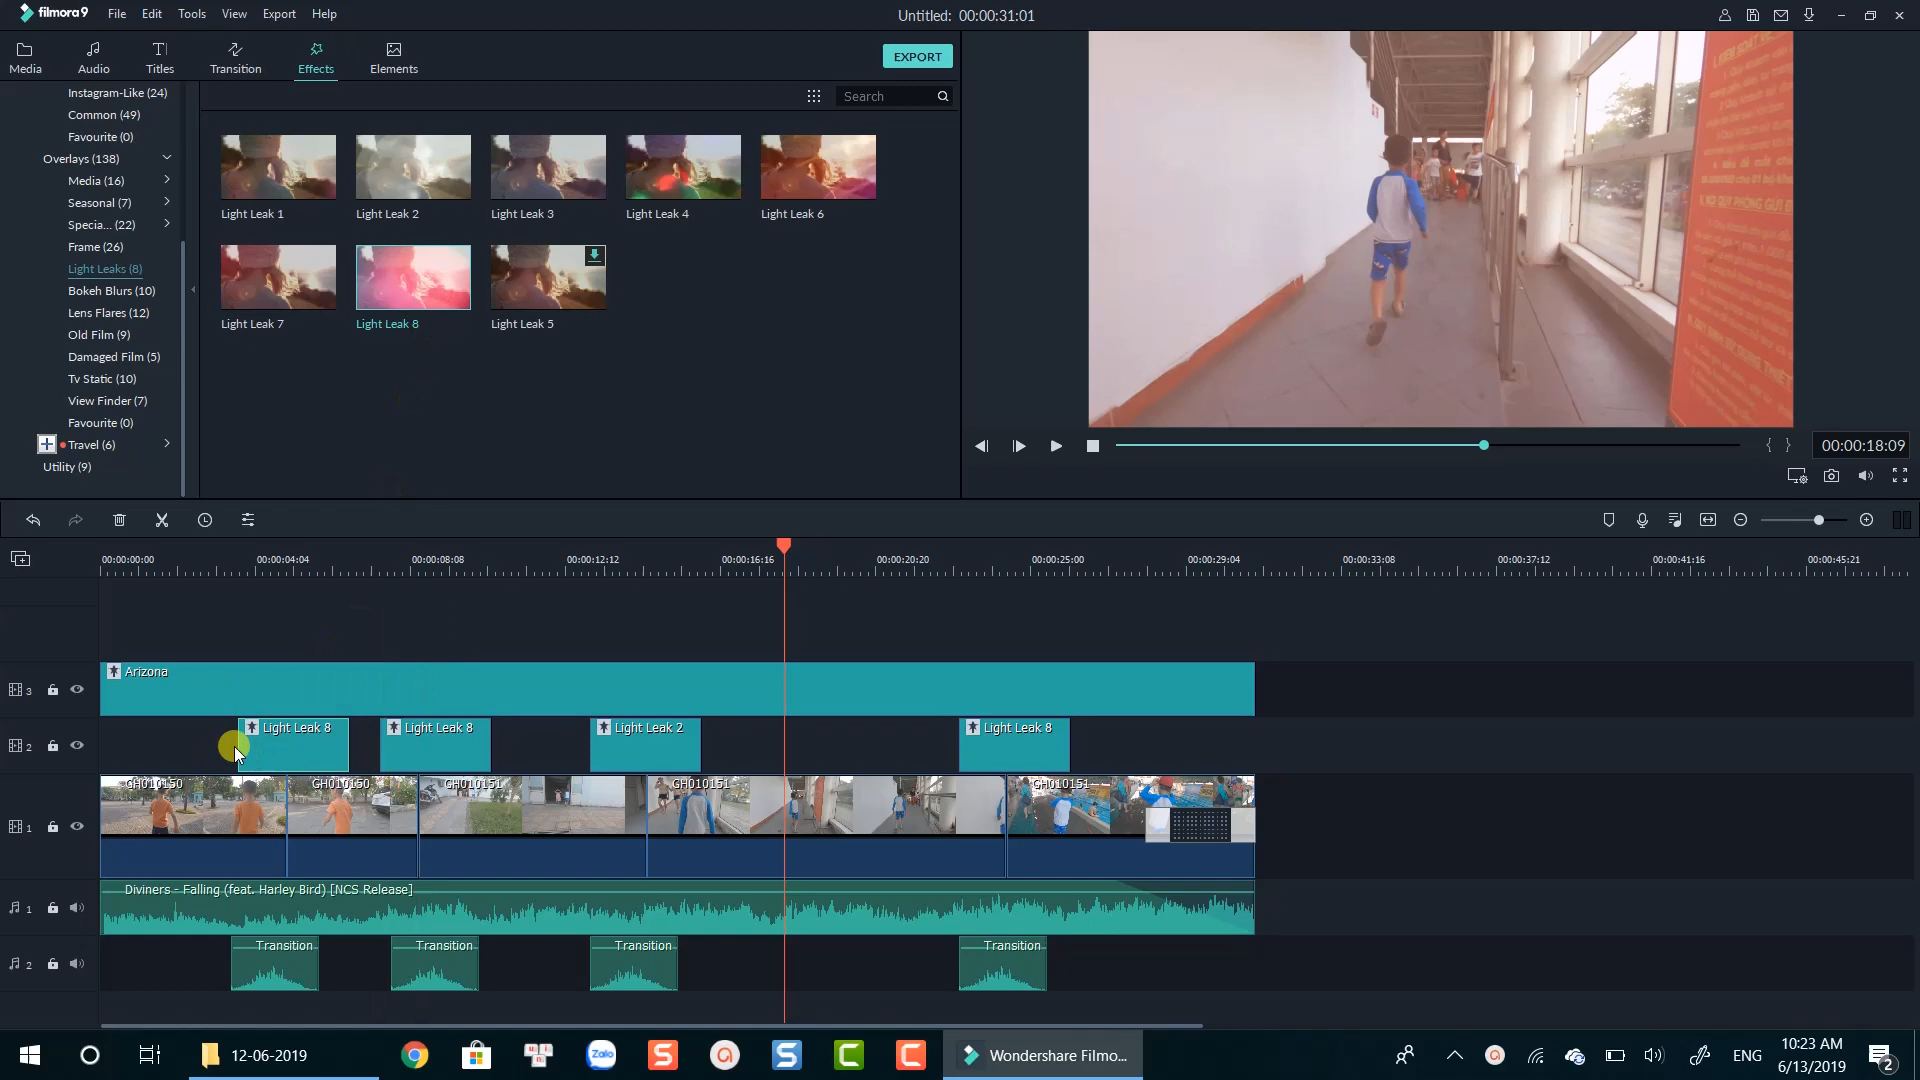 filmora9 File Edit Tools View Export Help
Untitled: 00:00:31:01
Media Audio Titles Transition Effects Elements
EXPORT
Search
Instagram-Like (24)
Common (49)
Favourite (0)
Overlays (138)
Media (16)
Seasonal (7)
Specia... (22)
Frame (26)
Light Leaks (8)
Bokeh Blurs (10)
Lens Flares (12)
Old Film (9)
Damaged Film (5)
Tv Static (10)
View Finder (7)
Favourite (0)
Travel (6)
Utility (9)
Light Leak 1 Light Leak 2 Light Leak 3 Light Leak 4 Light Leak 6
Light Leak 7 Light Leak 8 Light Leak 5
00:00:18:09
00:00:00:00 00:00:04:04 00:00:08:08 00:00:12:12 00:00:16:16 00:00:20:20 00:00:25:00 00:00:29:04 00:00:33:08 00:00:37:12 00:00:41:16 00:00:45:21
3 Arizona
2 Light Leak 8 Light Leak 8 Light Leak 2 Light Leak 8
1 GH010150 GH010150 GH010151 GH010151 GH010151
1 Diviners - Falling (feat. Harley Bird) [NCS Release]
2 Transition Transition Transition Transition
12-06-2019
Zalo
Wondershare Filmo...
ENG
10:23 AM
6/13/2019
2